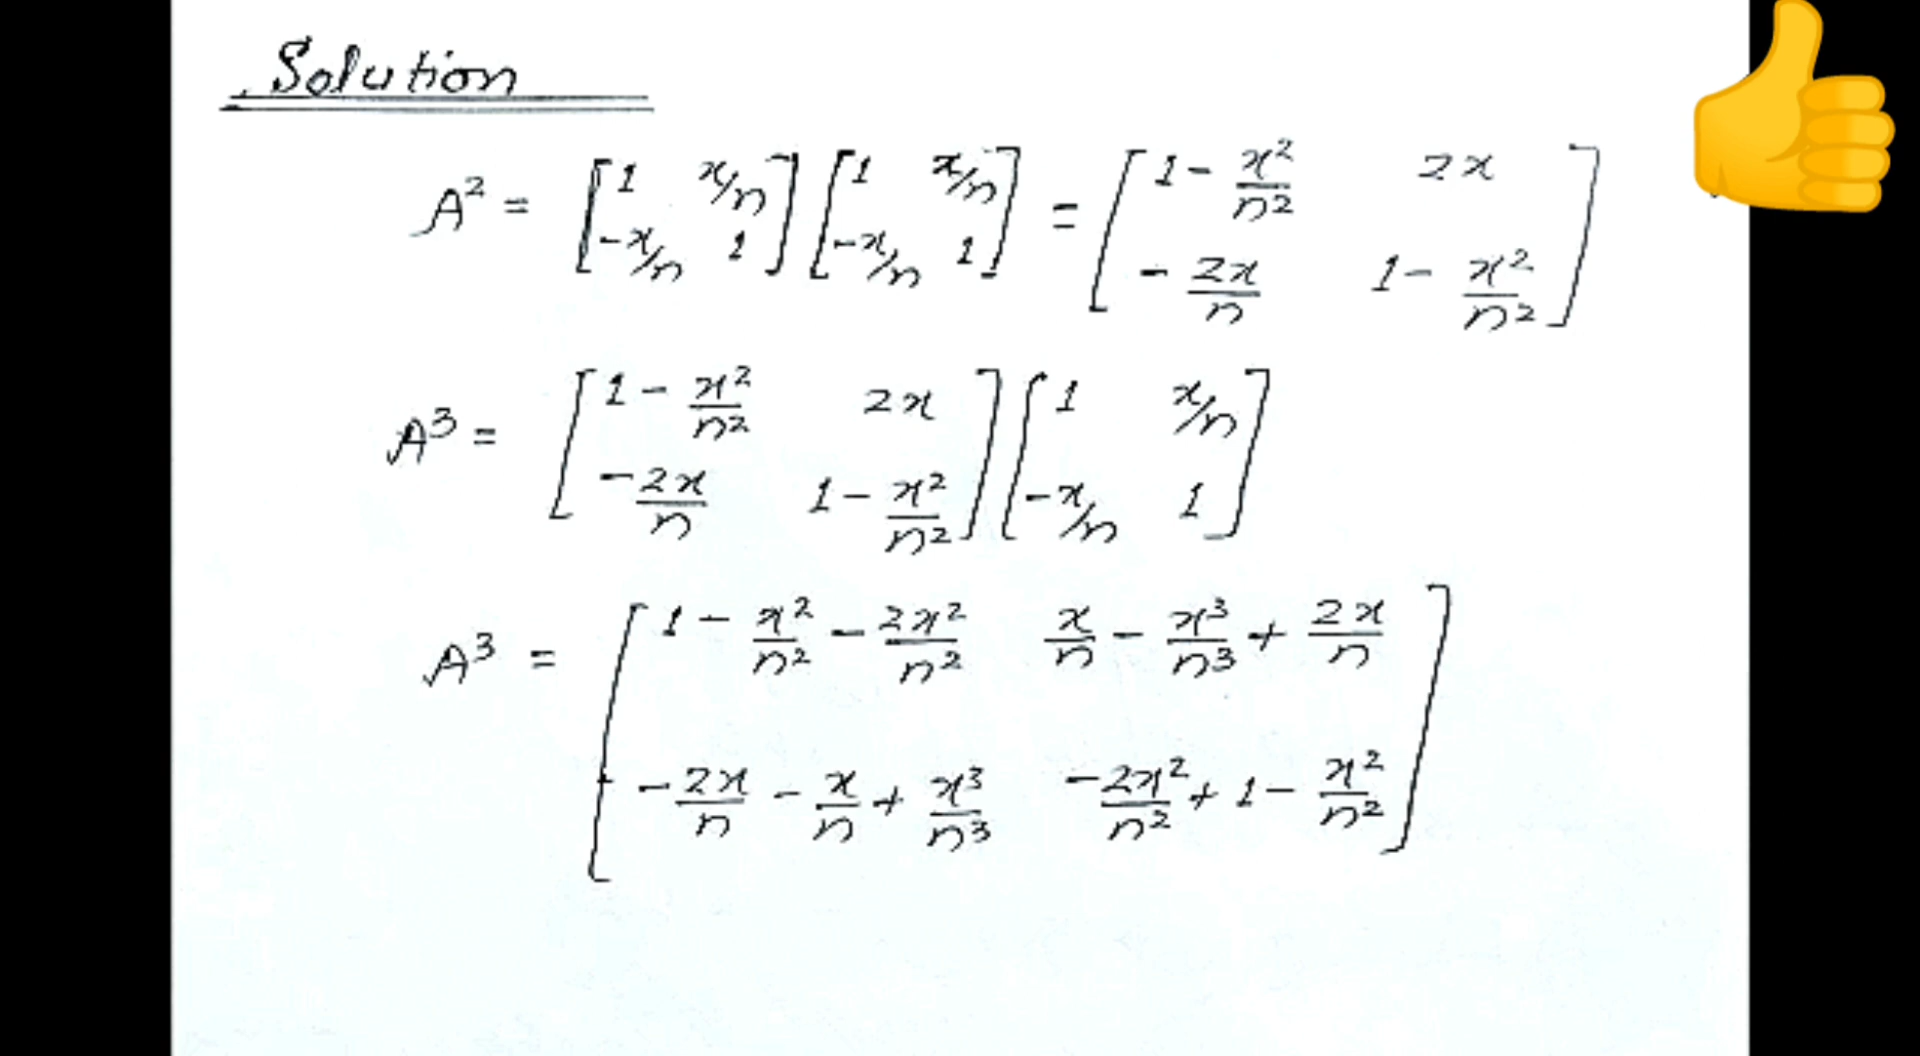 Solution
A² = [1 x/n; -x/n 1] [1 x/n; -x/n 1] = [1 - x²/n² 2x; - 2x/n 1 - x²/n²]
A³ = [1 - x²/n² 2x; -2x/n 1 - x²/n²] [1 x/n; -x/n 1]
A³ = [1 - x²/n² - 2x²/n² x/n - x³/n³ + 2x/n; -2x/n - x/n + x³/n³ -2x²/n² + 1 - x²/n²]